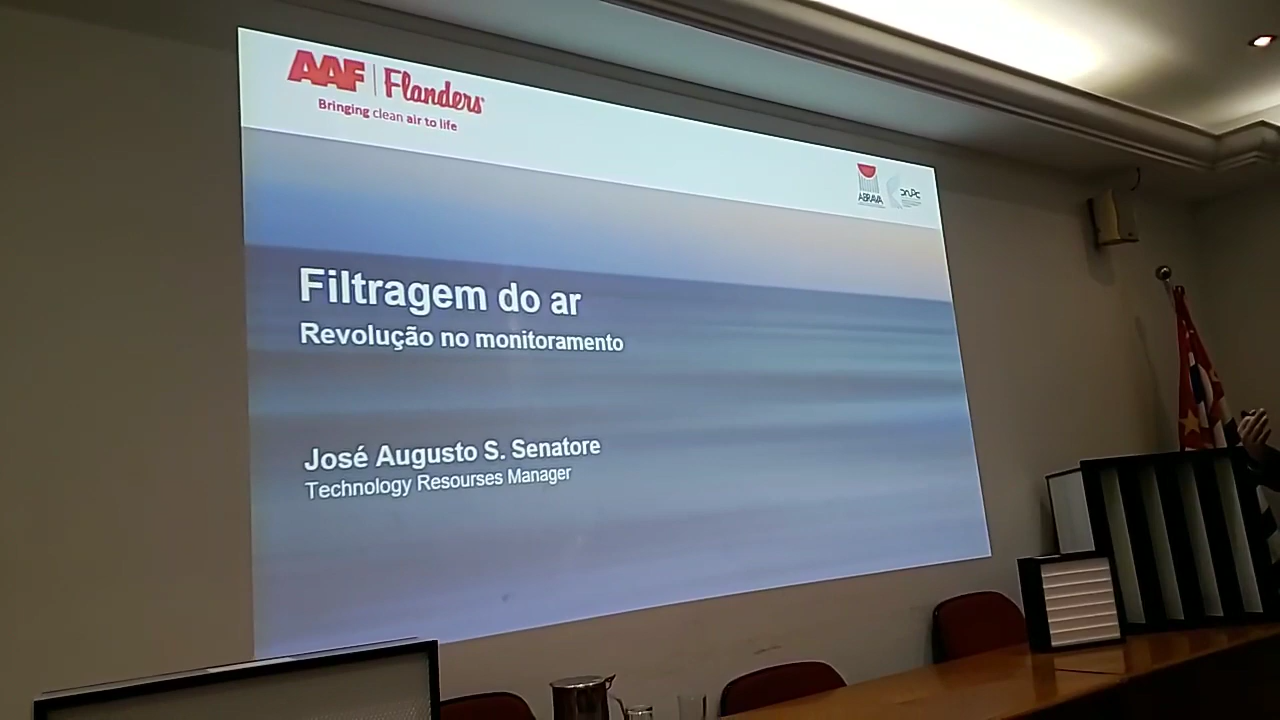 AAF Flanders
Bringing clean air to life
ABRAVA
Filtragem do ar
Revolução no monitoramento
José Augusto S. Senatore
Technology Resourses Manager